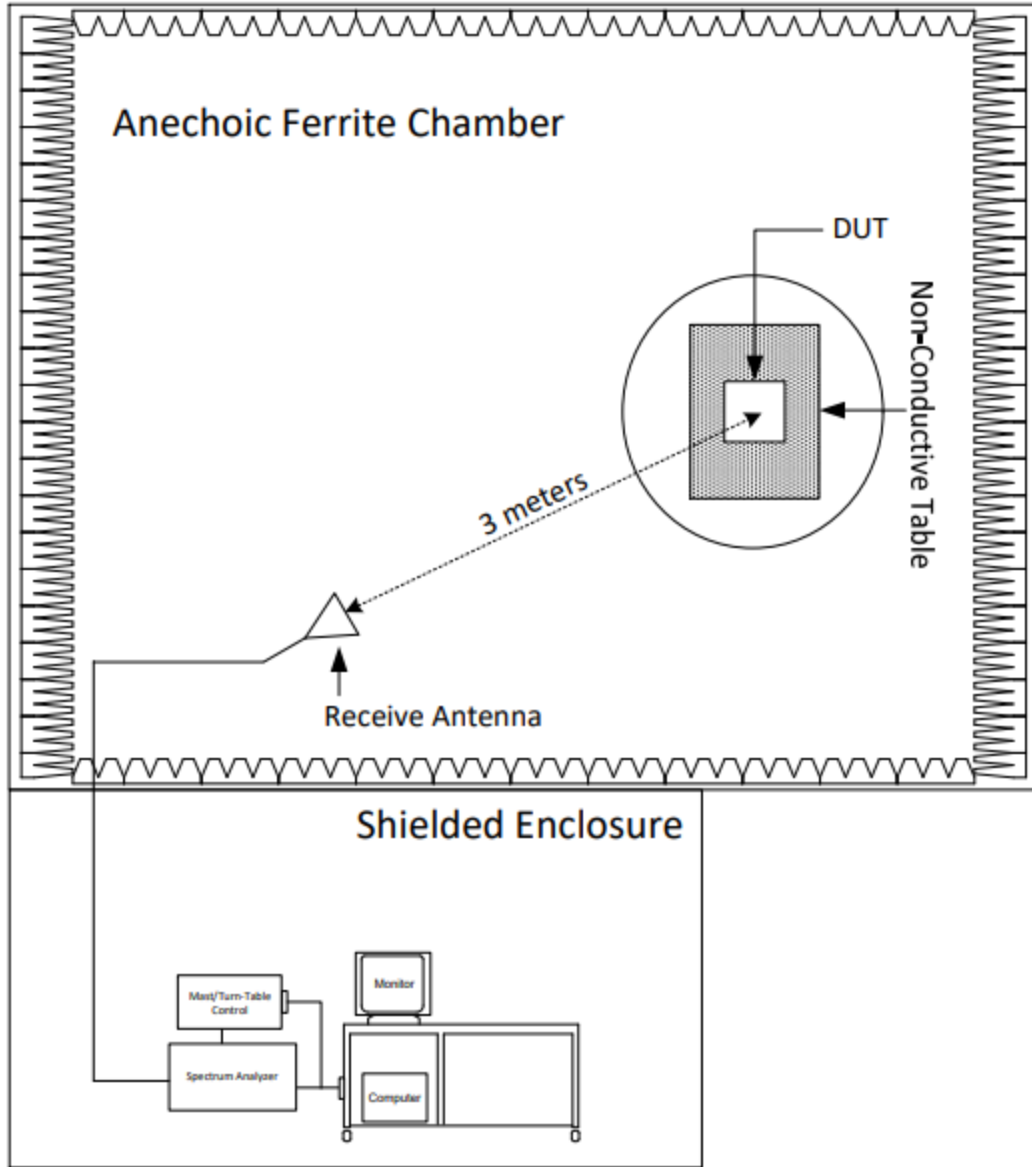 Anechoic Ferrite Chamber
DUT
Non-Conductive Table
3 meters
Receive Antenna
Shielded Enclosure
Monitor
Mast/Turn-Table
Control
Spectrum Analyzer
Computer